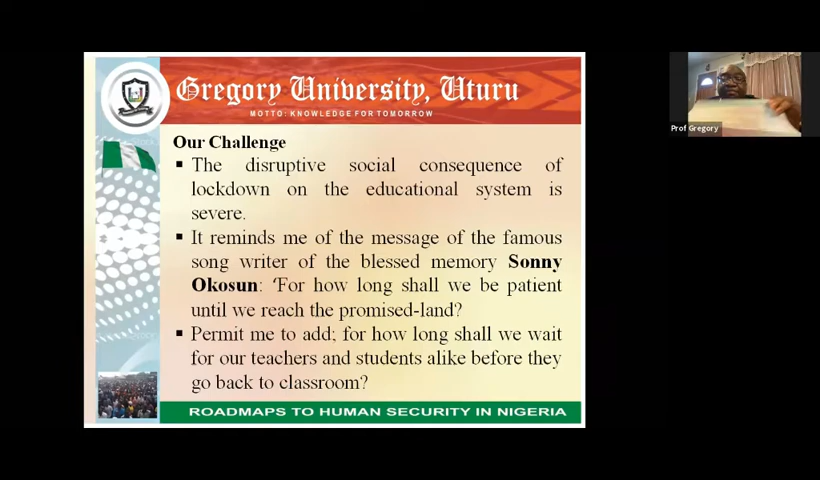 Gregory University, Uturu
MOTTO: KNOWLEDGE FOR TOMORROW
Our Challenge
▪ The disruptive social consequence of
lockdown on the educational system is
severe.
▪ It reminds me of the message of the famous
song writer of the blessed memory Sonny
Okosun: ‘For how long shall we be patient
until we reach the promised-land?
▪ Permit me to add; for how long shall we wait
for our teachers and students alike before they
go back to classroom?
ROADMAPS TO HUMAN SECURITY IN NIGERIA
Prof Gregory